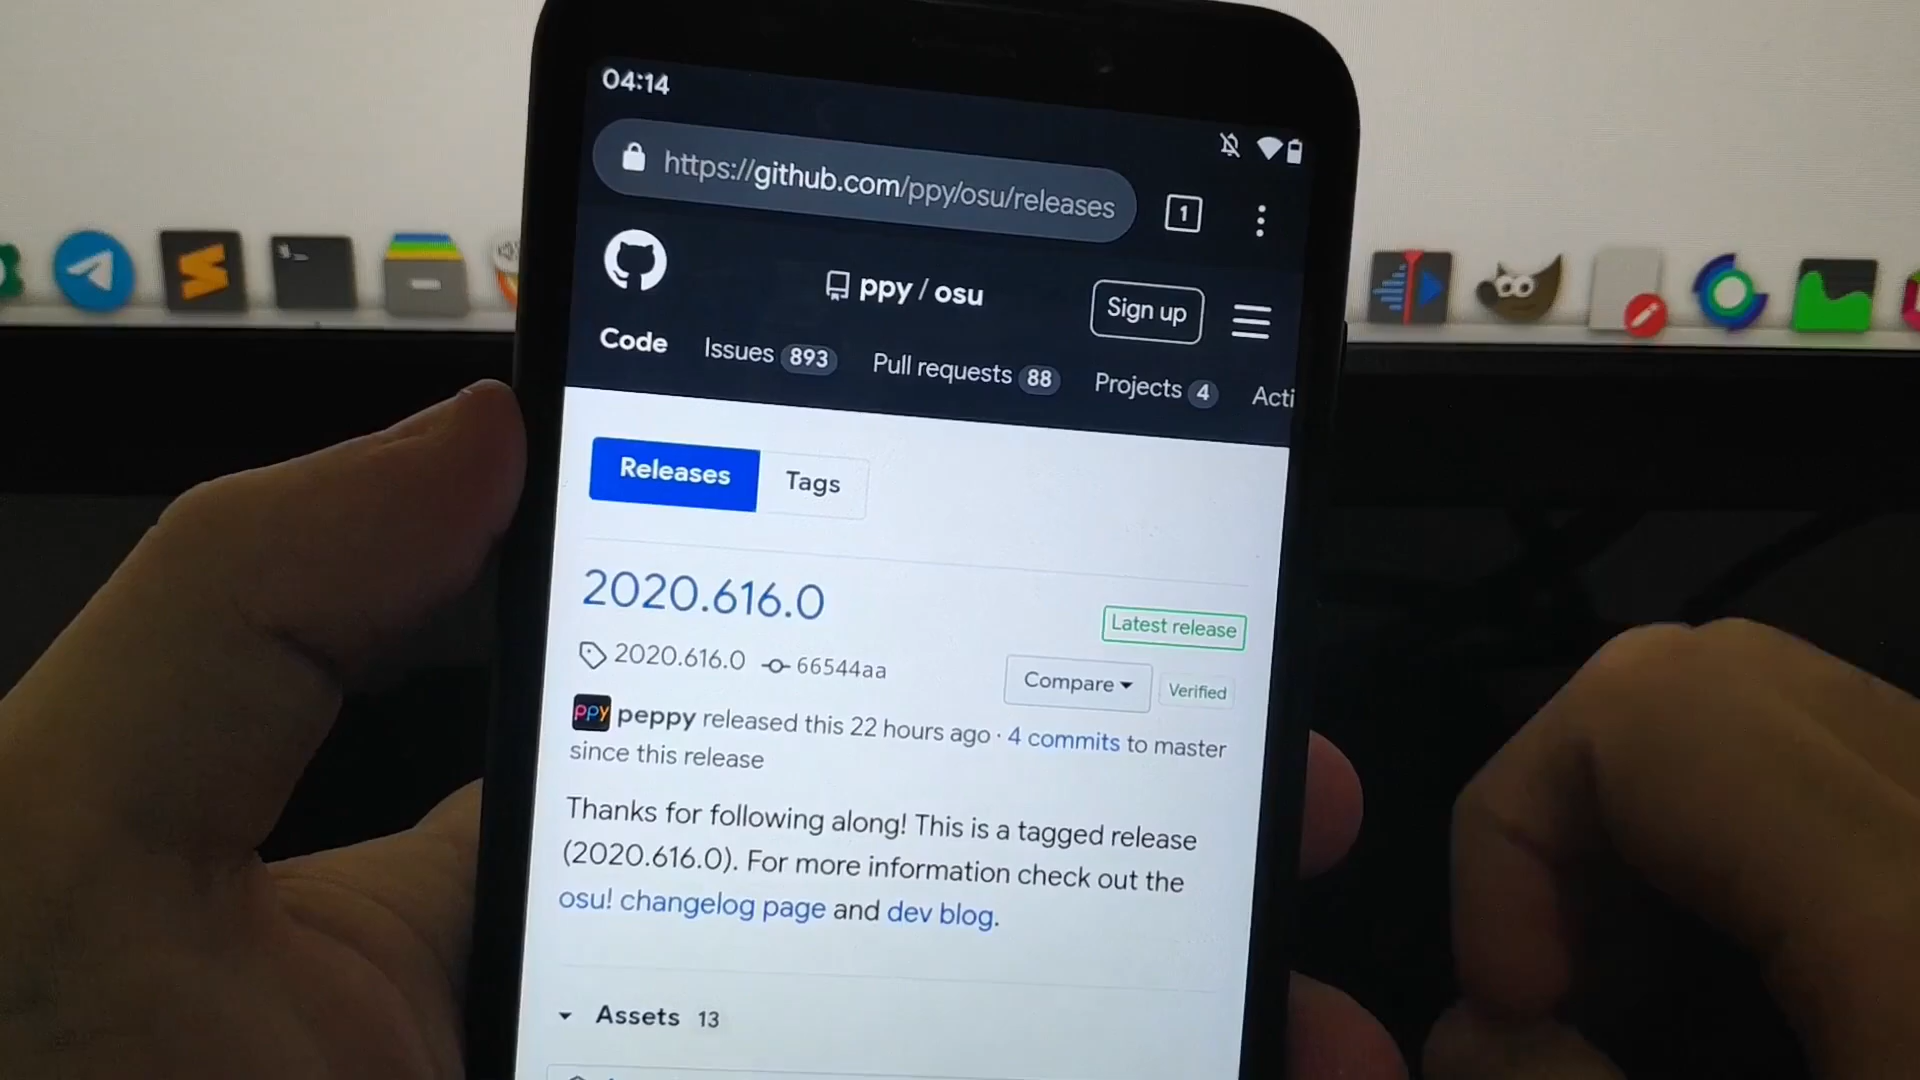 04:14
https://github.com/ppy/osu/releases
1
ppy / osu
Sign up
Code
Issues 893
Pull requests 88
Projects 4
Acti
Releases
Tags
2020.616.0
Latest release
2020.616.0
66544aa
Compare
Verified
ppy
peppy released this 22 hours ago · 4 commits to master
since this release
Thanks for following along! This is a tagged release
(2020.616.0). For more information check out the
osu! changelog page and dev blog.
Assets 13